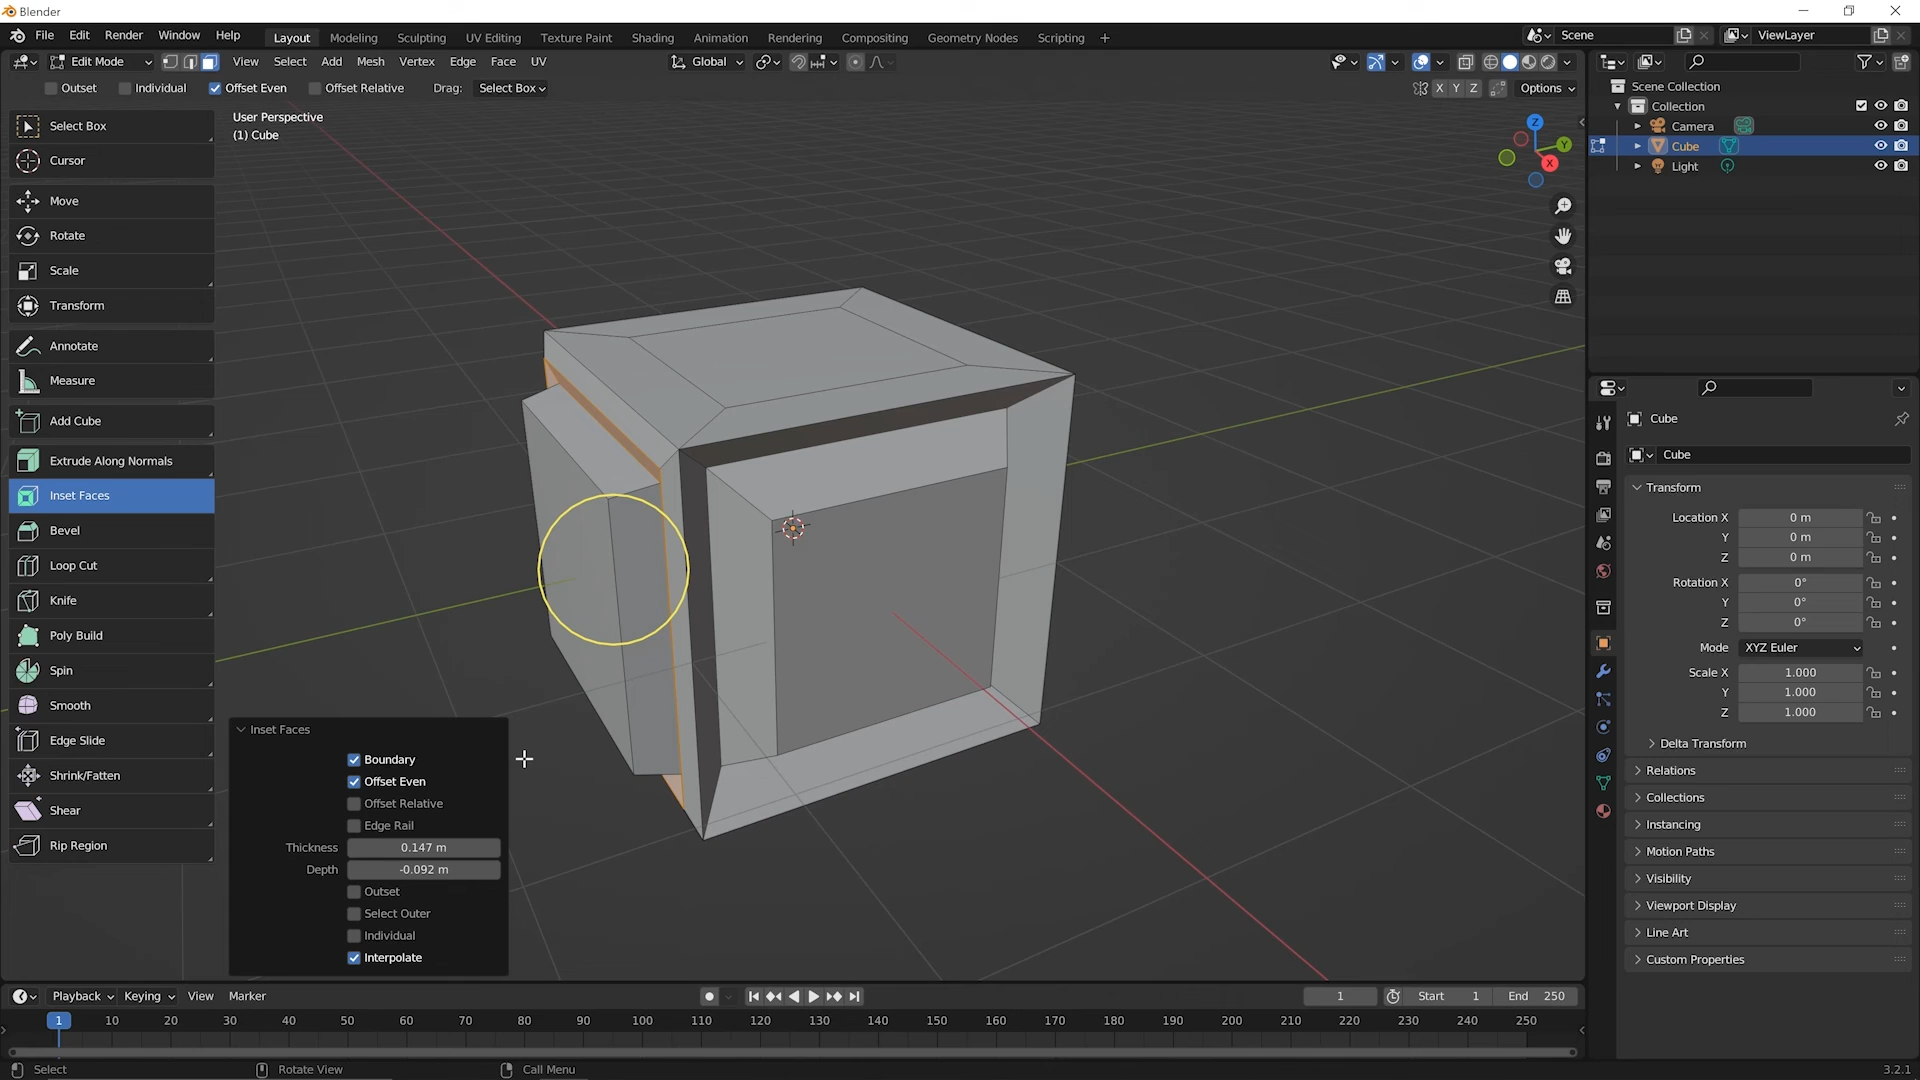 Blender
File Edit Render Window Help Layout Modeling Sculpting UV Editing Texture Paint Shading Animation Rendering Compositing Geometry Nodes Scripting + Scene ViewLayer
Edit Mode View Select Add Mesh Vertex Edge Face UV Global
Outset Individual Offset Even Offset Relative Drag: Select Box X Y Z Options
User Perspective
(1) Cube
Z
Y
X
Select Box
Cursor
Move
Rotate
Scale
Transform
Annotate
Measure
Add Cube
Extrude Along Normals
Inset Faces
Bevel
Loop Cut
Knife
Poly Build
Spin
Smooth
Edge Slide
Shrink/Fatten
Shear
Rip Region
Inset Faces
Boundary
Offset Even
Offset Relative
Edge Rail
Thickness 0.147 m
Depth -0.092 m
Outset
Select Outer
Individual
Interpolate
Scene Collection
Collection
Camera
Cube
Light
Cube
Cube
Transform
Location X 0 m
Y 0 m
Z 0 m
Rotation X 0°
Y 0°
Z 0°
Mode XYZ Euler
Scale X 1.000
Y 1.000
Z 1.000
Delta Transform
Relations
Collections
Instancing
Motion Paths
Visibility
Viewport Display
Line Art
Custom Properties
Playback Keying View Marker 1 Start 1 End 250
1 10 20 30 40 50 60 70 80 90 100 110 120 130 140 150 160 170 180 190 200 210 220 230 240 250
Select Rotate View Call Menu 3.2.1